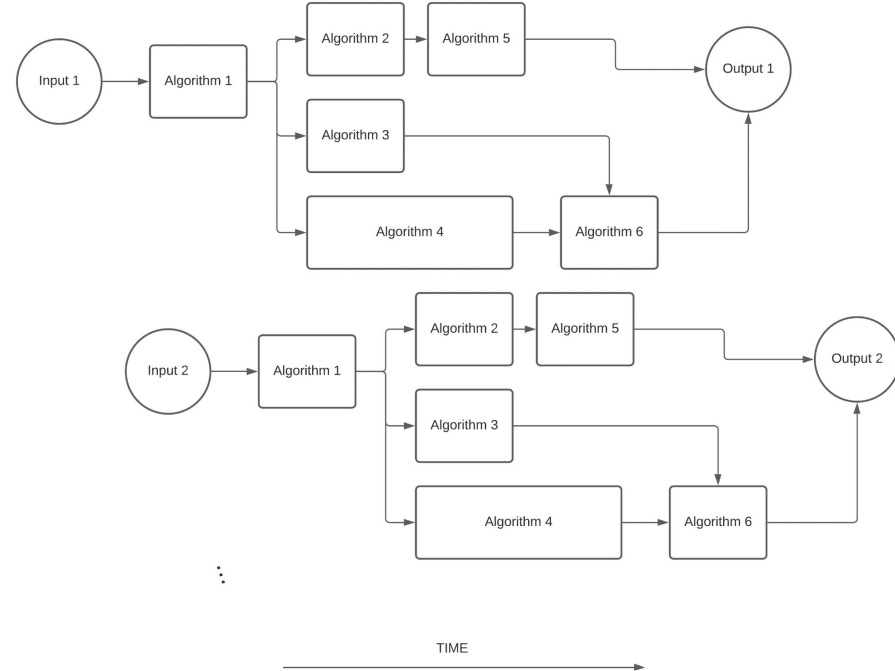 Algorithm 2
Algorithm 5
Input 1
Algorithm 1
Output 1
Algorithm 3
Algorithm 4
Algorithm 6
Algorithm 2
Algorithm 5
Input 2
Algorithm 1
Output 2
Algorithm 3
Algorithm 4
Algorithm 6
TIME